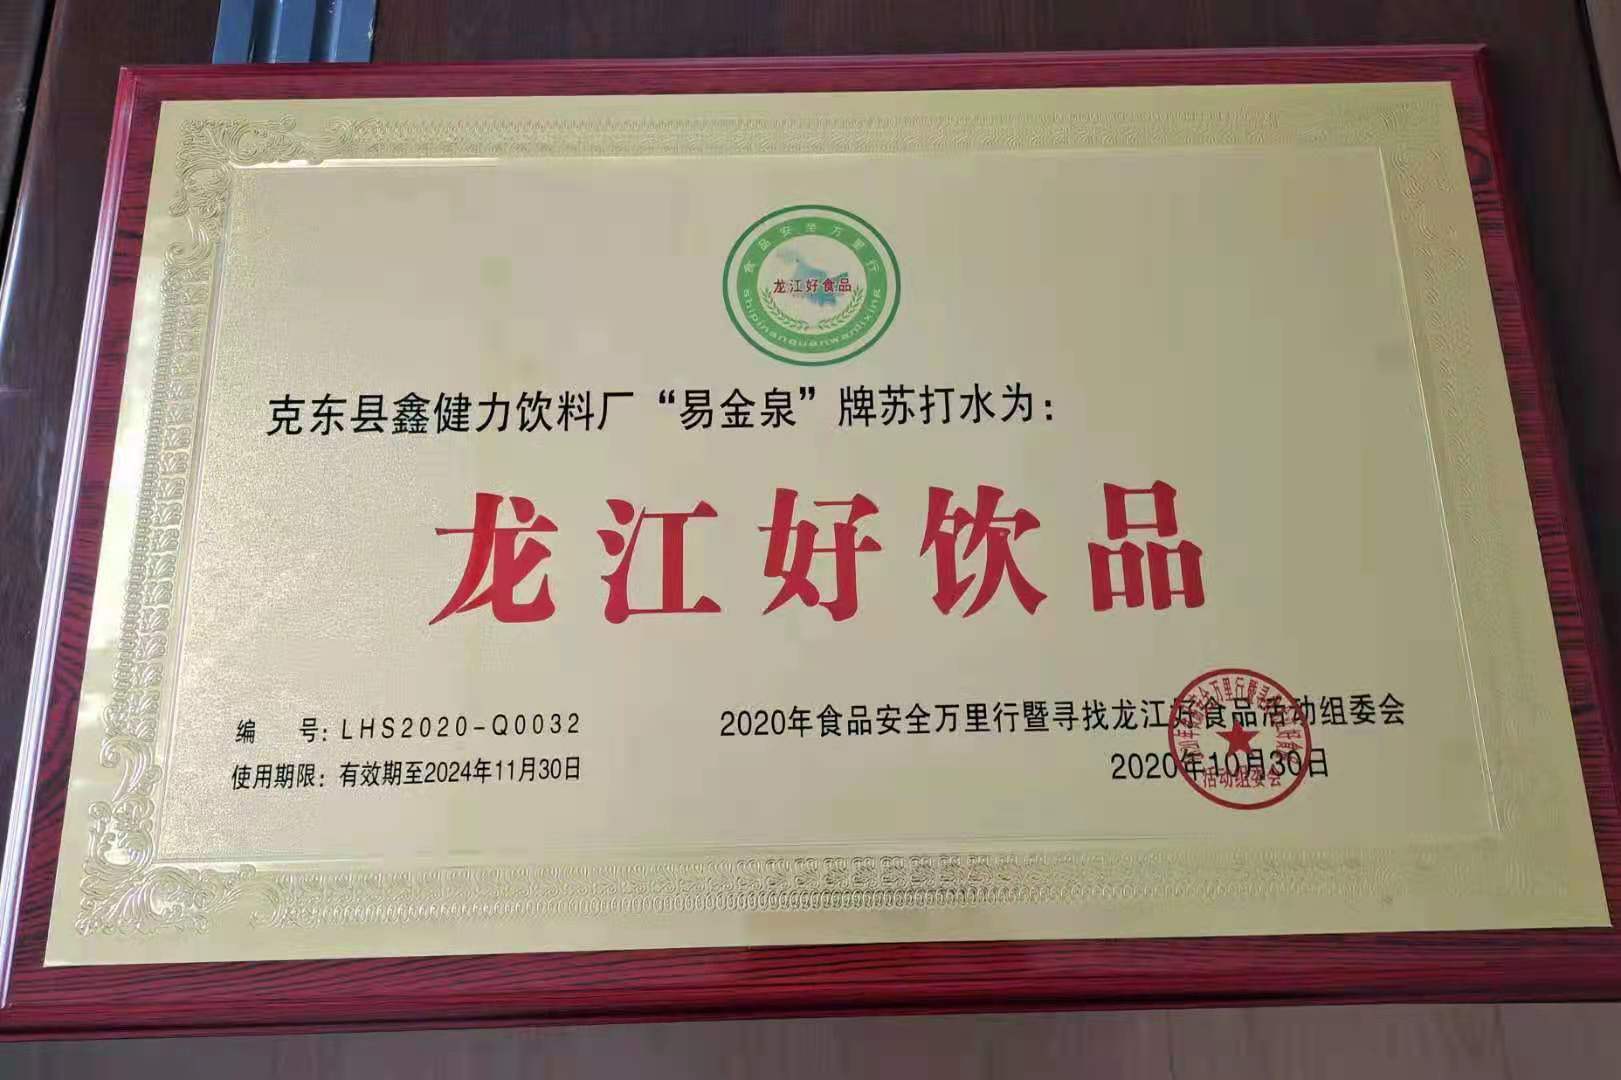 食品安全万里行
龙江好食品
shipinanquanwanlixing
克东县鑫健力饮料厂“易金泉”牌苏打水为：
龙江好饮品
编 号：LHS2020-Q0032
使用期限：有效期至2024年11月30日
2020年食品安全万里行暨寻找龙江好食品活动组委会
2020年10月30日
活动组委会